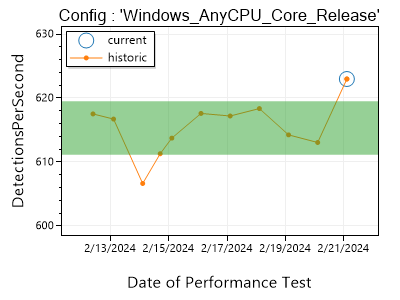 Config : 'Windows_AnyCPU_Core_Release'
630
current
historic
620
610
600
DetectionsPerSecond
2/13/2024 2/15/2024 2/17/2024 2/19/2024 2/21/2024
Date of Performance Test